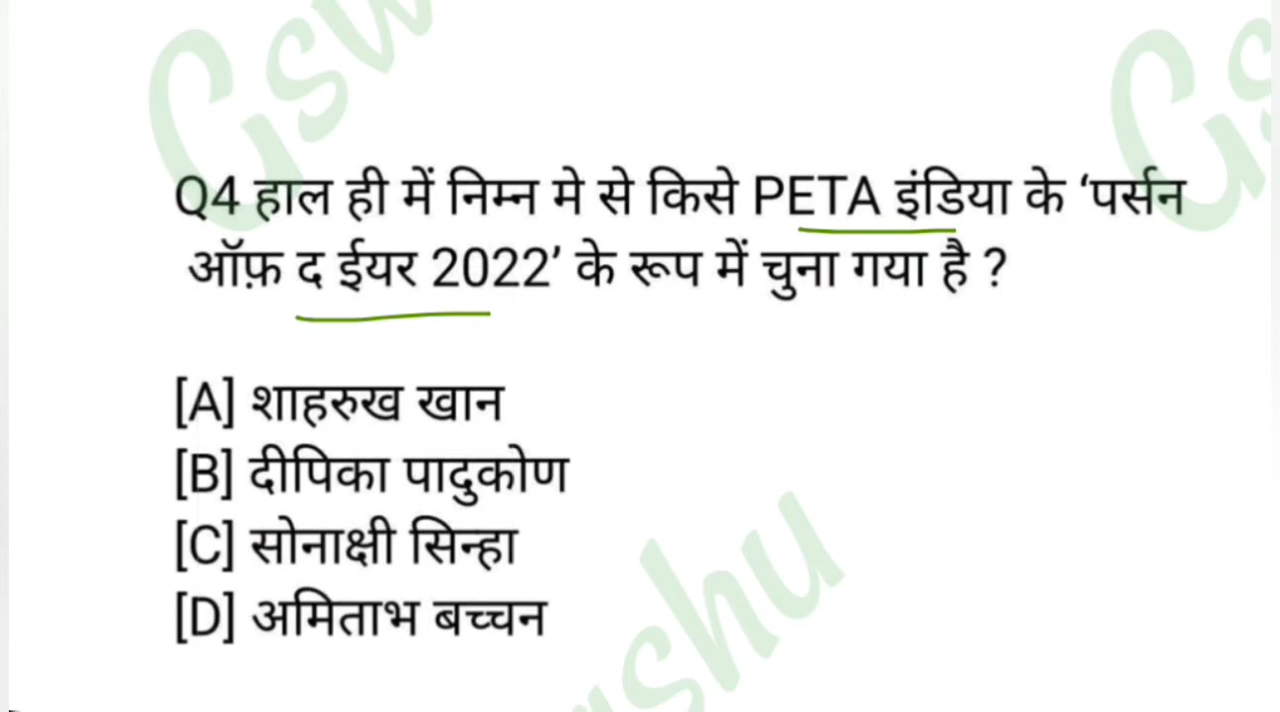 Q4 हाल ही में निम्न मे से किसे PETA इंडिया के ‘पर्सन
ऑफ़ द ईयर 2022’ के रूप में चुना गया है ?
[A] शाहरुख खान
[B] दीपिका पादुकोण
[C] सोनाक्षी सिन्हा
[D] अमिताभ बच्चन